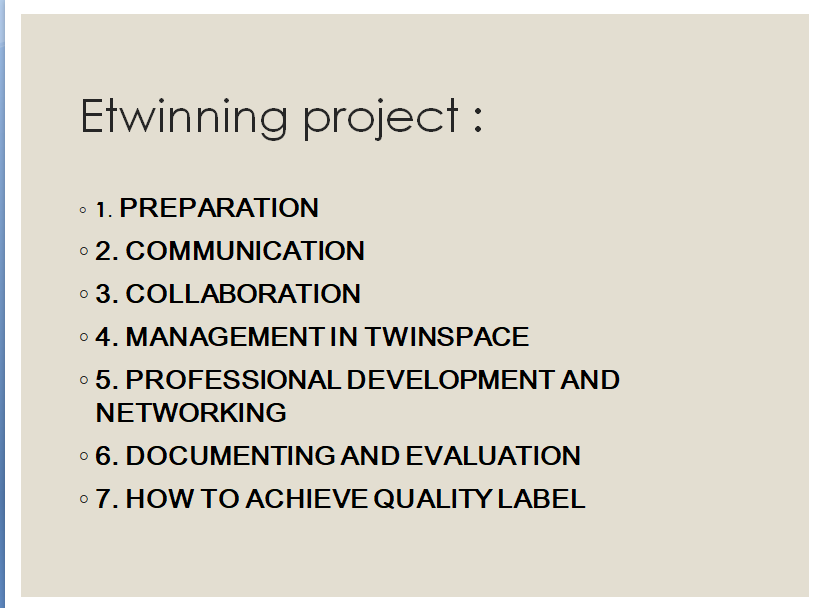 Etwinning project :
◦ 1. PREPARATION
◦ 2. COMMUNICATION
◦ 3. COLLABORATION
◦ 4. MANAGEMENT IN TWINSPACE
◦ 5. PROFESSIONAL DEVELOPMENT AND
NETWORKING
◦ 6. DOCUMENTING AND EVALUATION
◦ 7. HOW TO ACHIEVE QUALITY LABEL